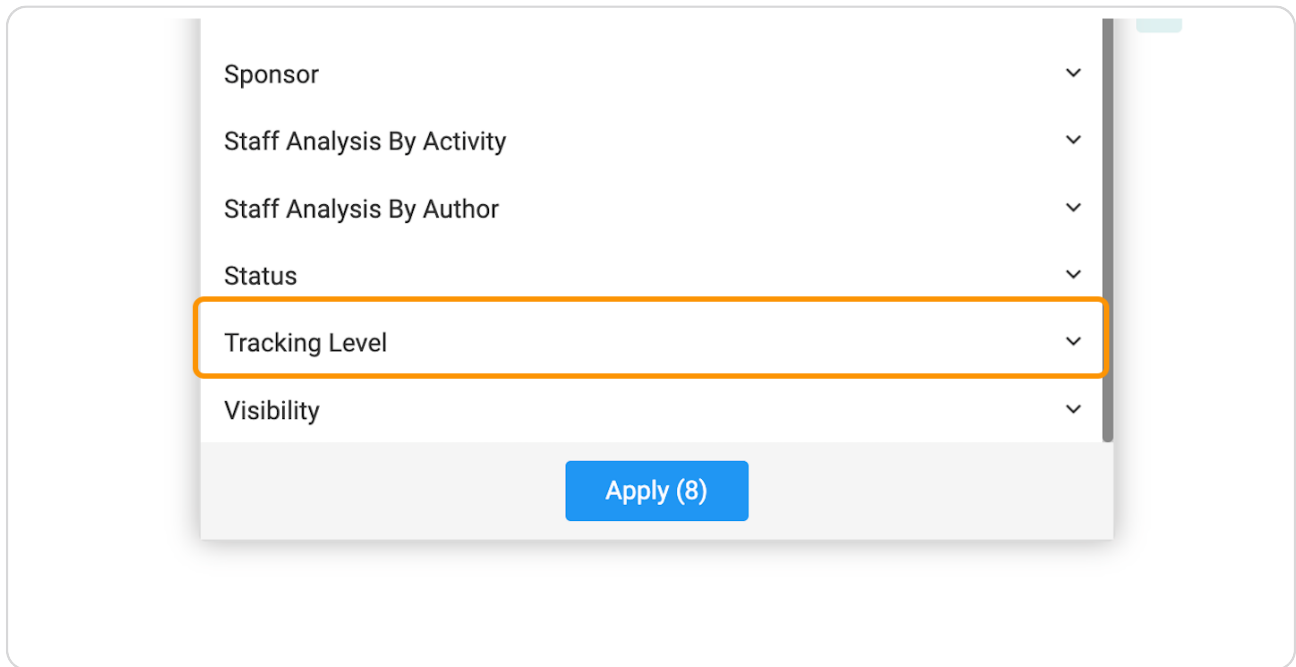 Sponsor
Staff Analysis By Activity
Staff Analysis By Author
Status
Tracking Level
Visibility
Apply (8)